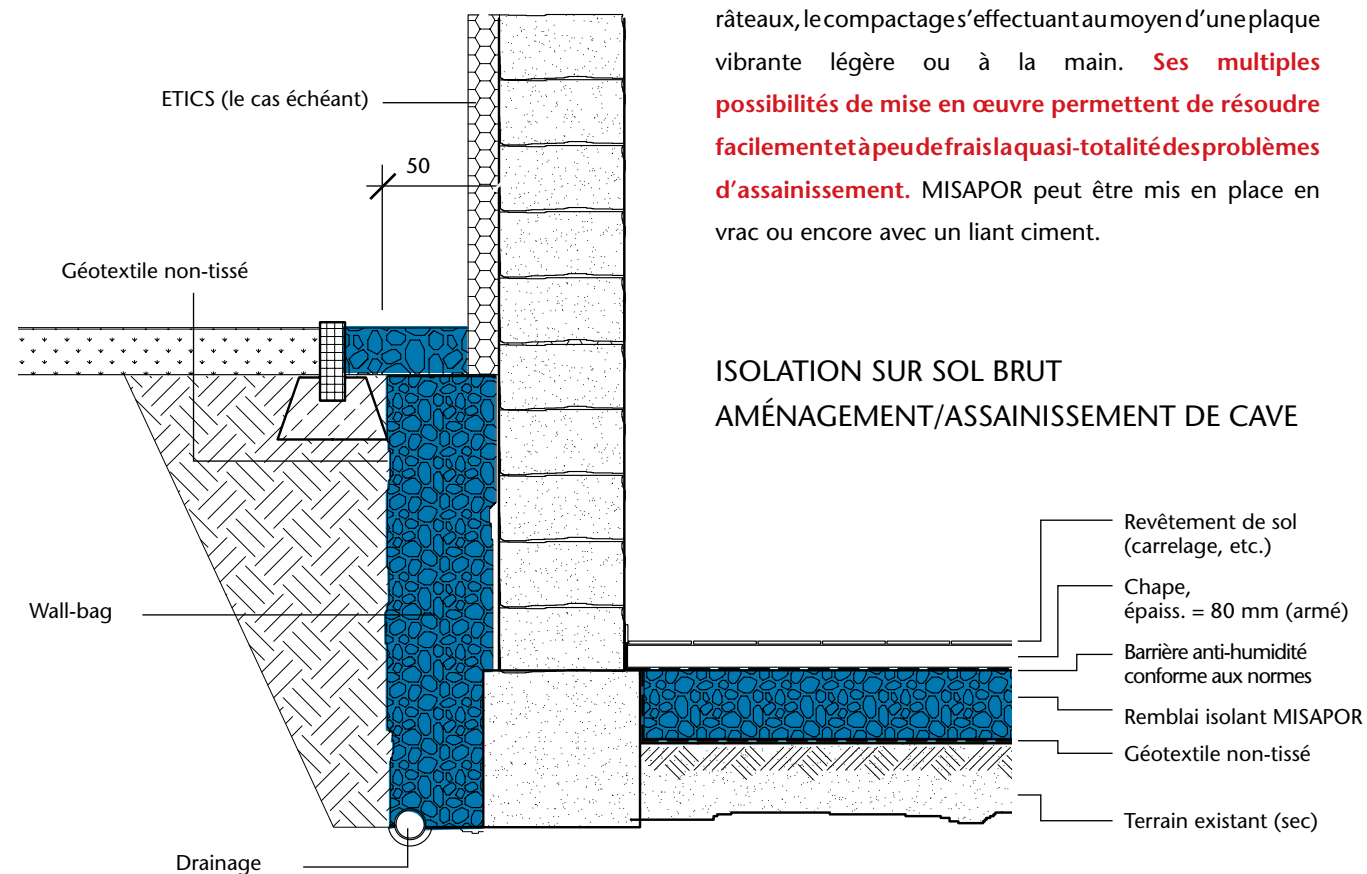 râteaux, le compactage s’effectuant au moyen d’une plaque
vibrante légère ou à la main. Ses multiples
possibilités de mise en œuvre permettent de résoudre
facilement et à peu de frais la quasi-totalité des problèmes
d’assainissement. MISAPOR peut être mis en place en
vrac ou encore avec un liant ciment.
ISOLATION SUR SOL BRUT
AMÉNAGEMENT/ASSAINISSEMENT DE CAVE
ETICS (le cas échéant)
50
Géotextile non-tissé
Wall-bag
Drainage
Revêtement de sol
(carrelage, etc.)
Chape,
épaiss. = 80 mm (armé)
Barrière anti-humidité
conforme aux normes
Remblai isolant MISAPOR
Géotextile non-tissé
Terrain existant (sec)